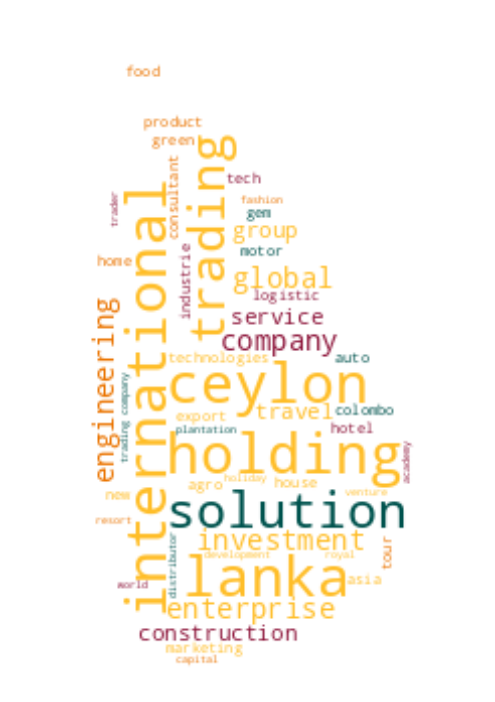 food
product
green
trading
consultant
tech
international
trader
fashion
gem
group
motor
industrie
home
global
logistic
engineering
service
company
technologies
auto
ceylon
trading company
export
travel
colombo
plantation
hotel
holding
academy
holiday
agro
house
new
venture
solution
resort
investment
distributor
development
royal
tour
lanka
asia
world
enterprise
construction
marketing
capital